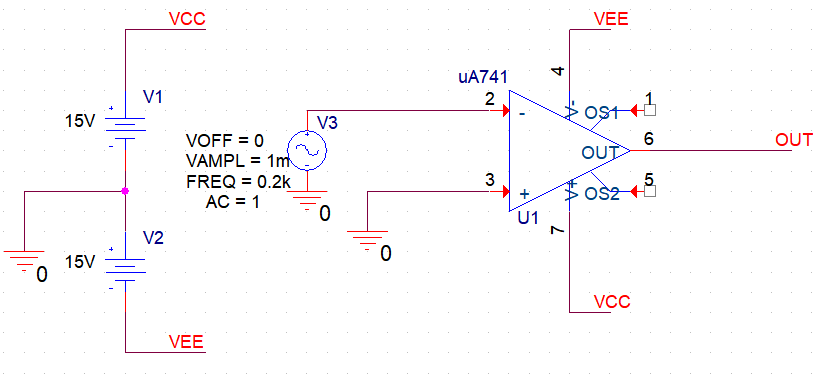 VCC
VEE
uA741
4
V1
2
V-
OS1
1
15V
V3
-
VOFF = 0
VAMPL = 1m
FREQ = 0.2k
AC = 1
OUT
6
OUT
3
+
V+
OS2
5
0
U1
V2
7
0
15V
0
VCC
VEE